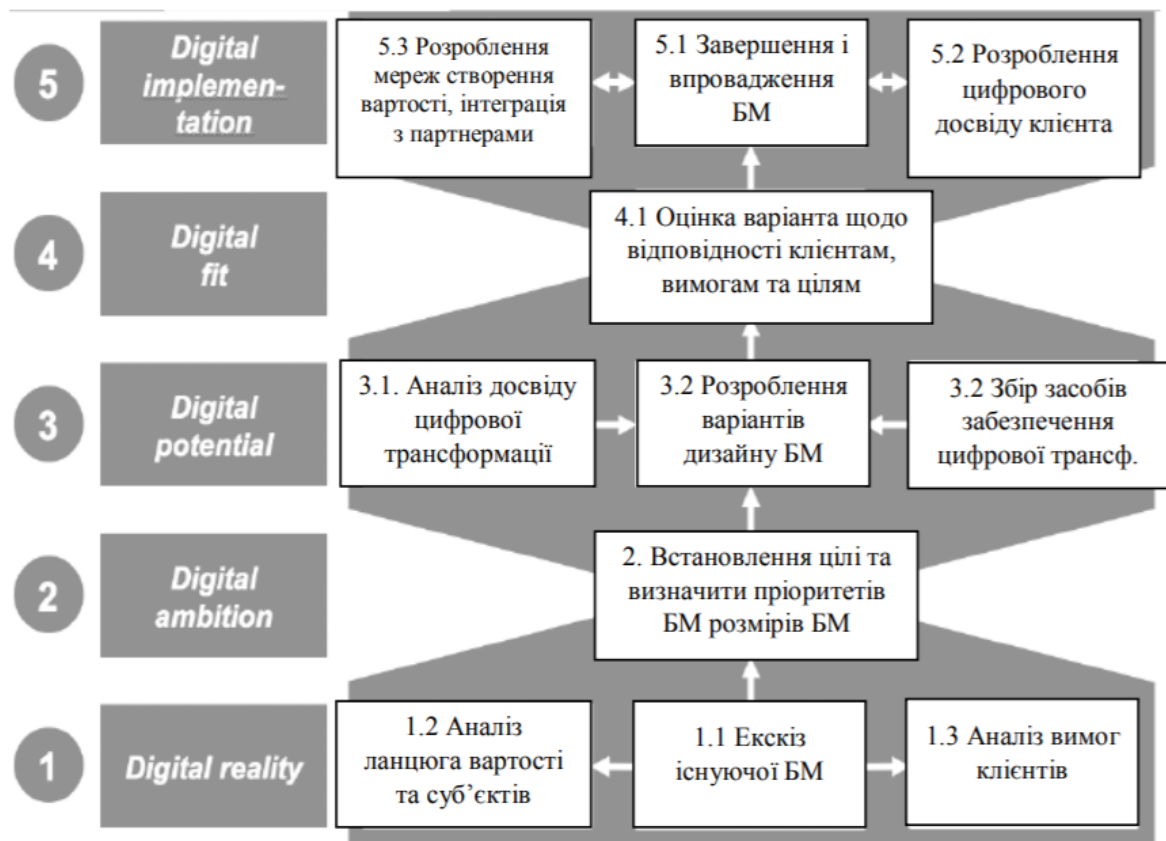 5
Digital
implemen-
tation
5.3 Розроблення
мереж створення
вартості, інтеграція
з партнерами
5.1 Завершення і
впровадження
БМ
5.2 Розроблення
цифрового
досвіду клієнта
4
Digital
fit
4.1 Оцінка варіанта щодо
відповідності клієнтам,
вимогам та цілям
3
Digital
potential
3.1. Аналіз досвіду
цифрової
трансформації
3.2 Розроблення
варіантів
дизайну БМ
3.2 Збір засобів
забезпечення
цифрової трансф.
2
Digital
ambition
2. Встановлення цілі та
визначити пріоритетів
БМ розмірів БМ
1
Digital reality
1.2 Аналіз
ланцюга вартості
та суб’єктів
1.1 Ескіз
існуючої БМ
1.3 Аналіз вимог
клієнтів